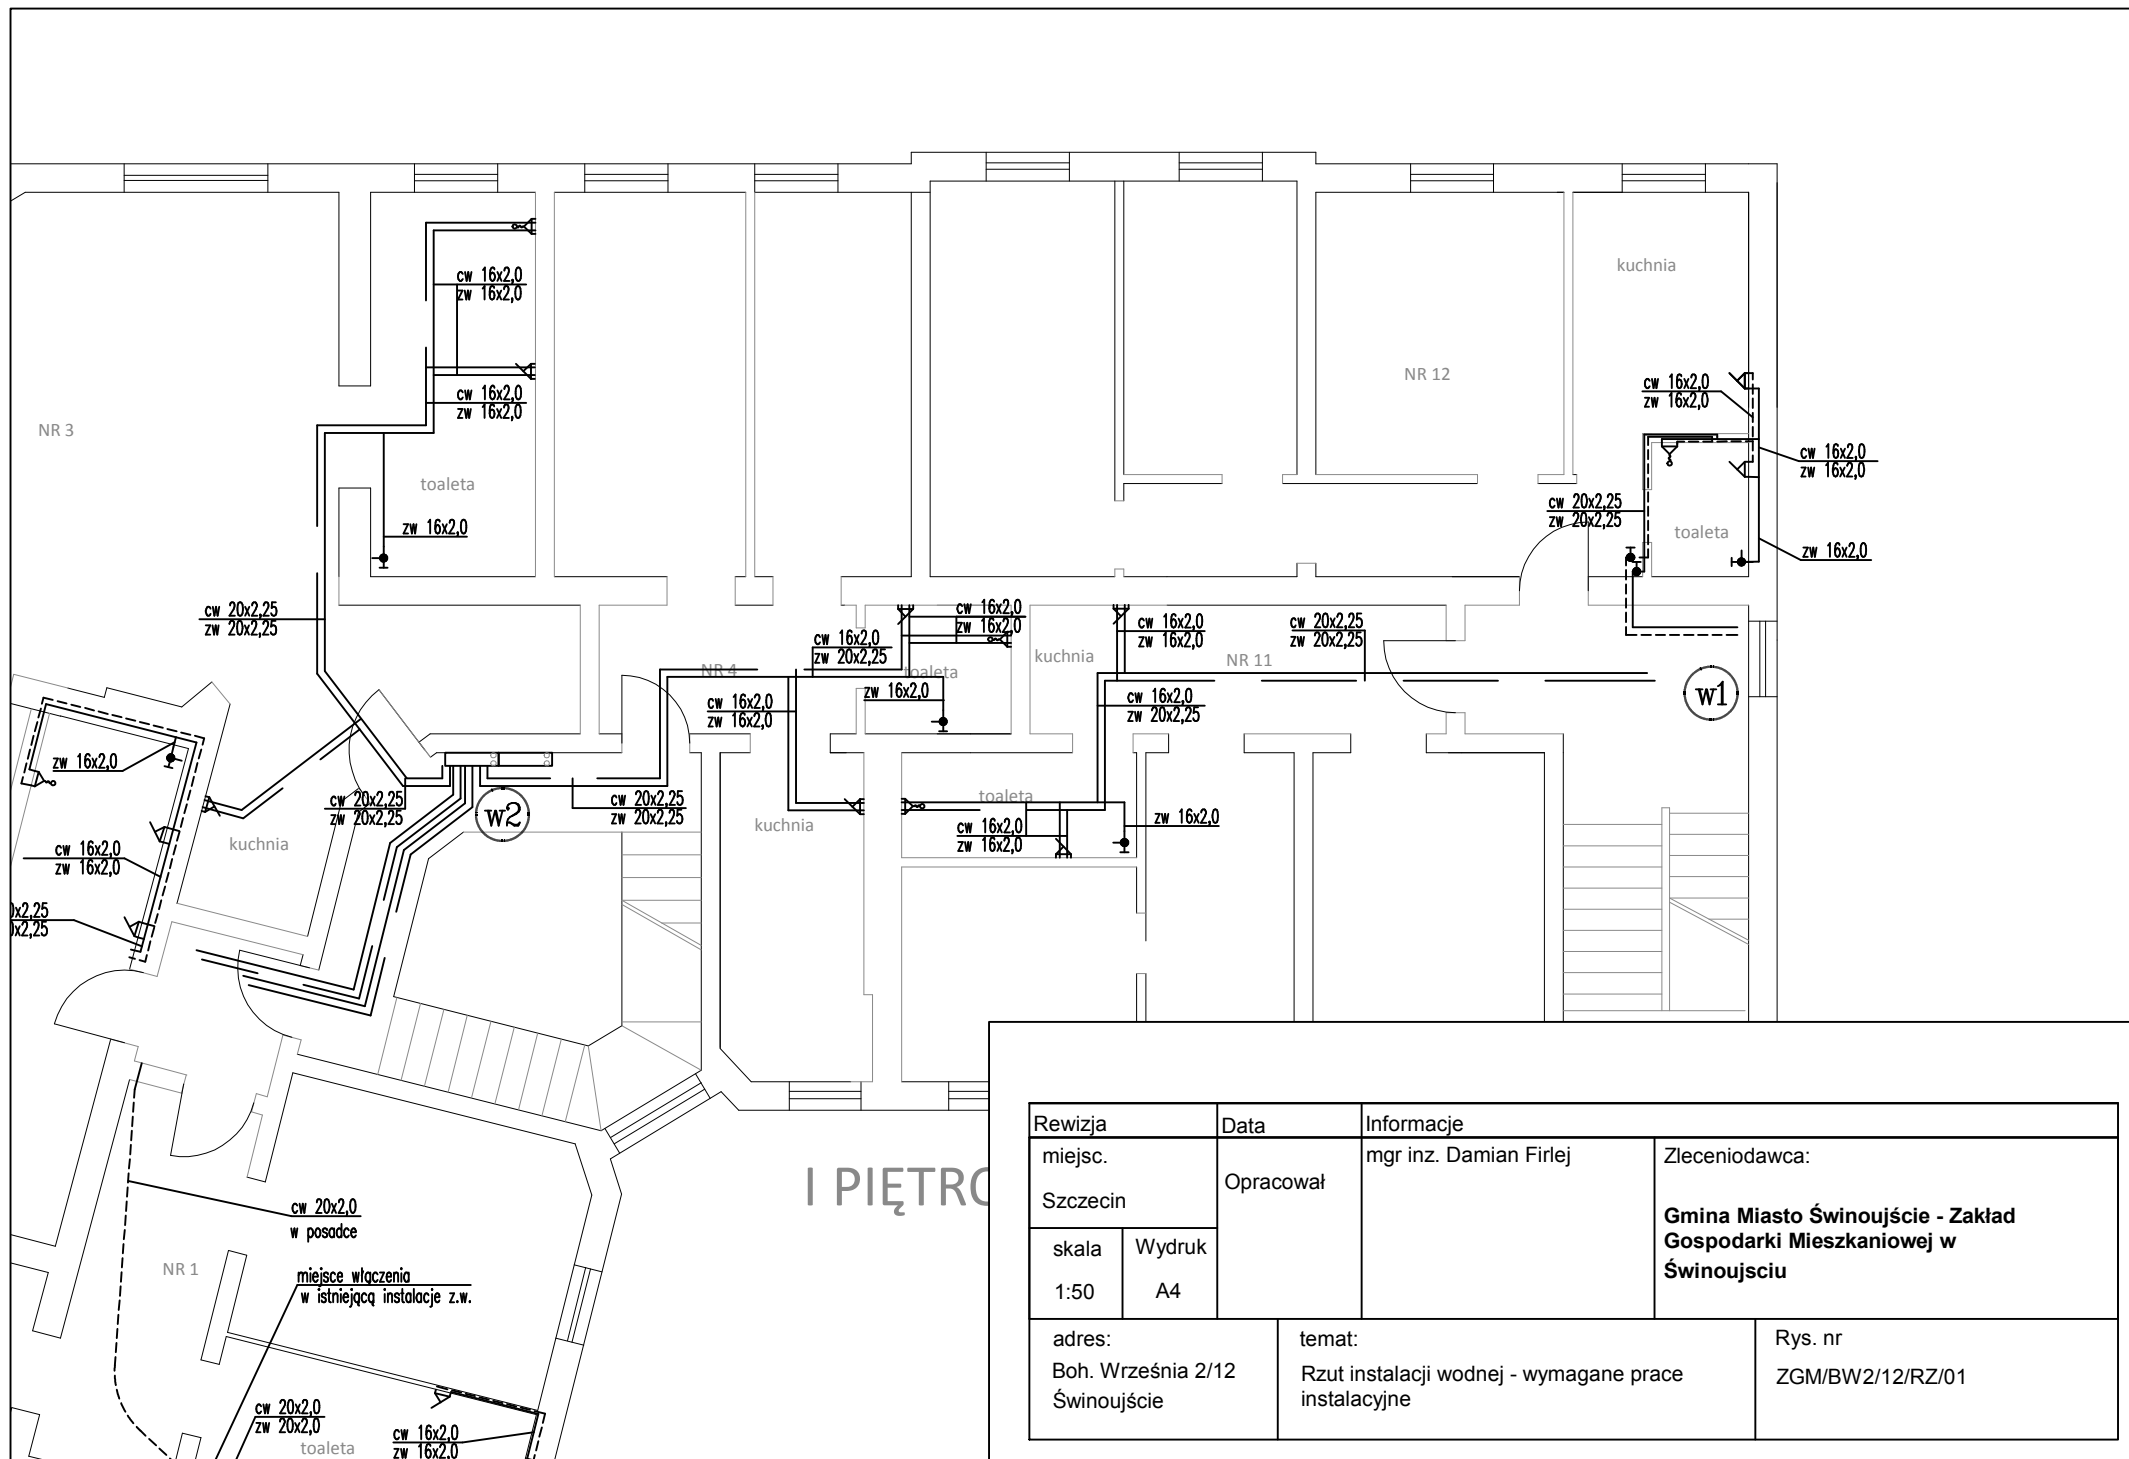 kuchnia
cw 16x2,0
zw 16x2,0
NR 12
cw 16x2,0
zw 16x2,0
cw 16x2,0
zw 16x2,0
NR 3
cw 16x2,0
zw 16x2,0
toaleta
zw 16x2,0
cw 20x2,25
zw 20x2,25
toaleta
zw 16x2,0
cw 20x2,25
zw 20x2,25
cw 16x2,0
zw 16x2,0
cw 16x2,0
zw 20x2,25
cw 16x2,0
zw 16x2,0
cw 20x2,25
zw 20x2,25
NR 4
toaleta
kuchnia
NR 11
w1
zw 16x2,0
cw 16x2,0
zw 16x2,0
cw 16x2,0
zw 20x2,25
zw 16x2,0
cw 20x2,25
zw 20x2,25
w2
cw 20x2,25
zw 20x2,25
kuchnia
toaleta
cw 16x2,0
zw 16x2,0
zw 16x2,0
kuchnia
cw 16x2,0
zw 16x2,0
x2,25
x2,25
I PIĘTRO
cw 20x2,0
w posadce
NR 1
miejsce włączenia
w istniejącą instalacje z.w.
cw 20x2,0
zw 20x2,0
toaleta
cw 16x2,0
zw 16x2,0
Rewizja Data Informacje
miejsc.
Szczecin
Opracował
mgr inz. Damian Firlej
Zleceniodawca:
Gmina Miasto Świnoujście - Zakład
Gospodarki Mieszkaniowej w
Świnoujsciu
skala Wydruk
1:50 A4
adres:
Boh. Września 2/12
Świnoujście
temat:
Rzut instalacji wodnej - wymagane prace
instalacyjne
Rys. nr
ZGM/BW2/12/RZ/01